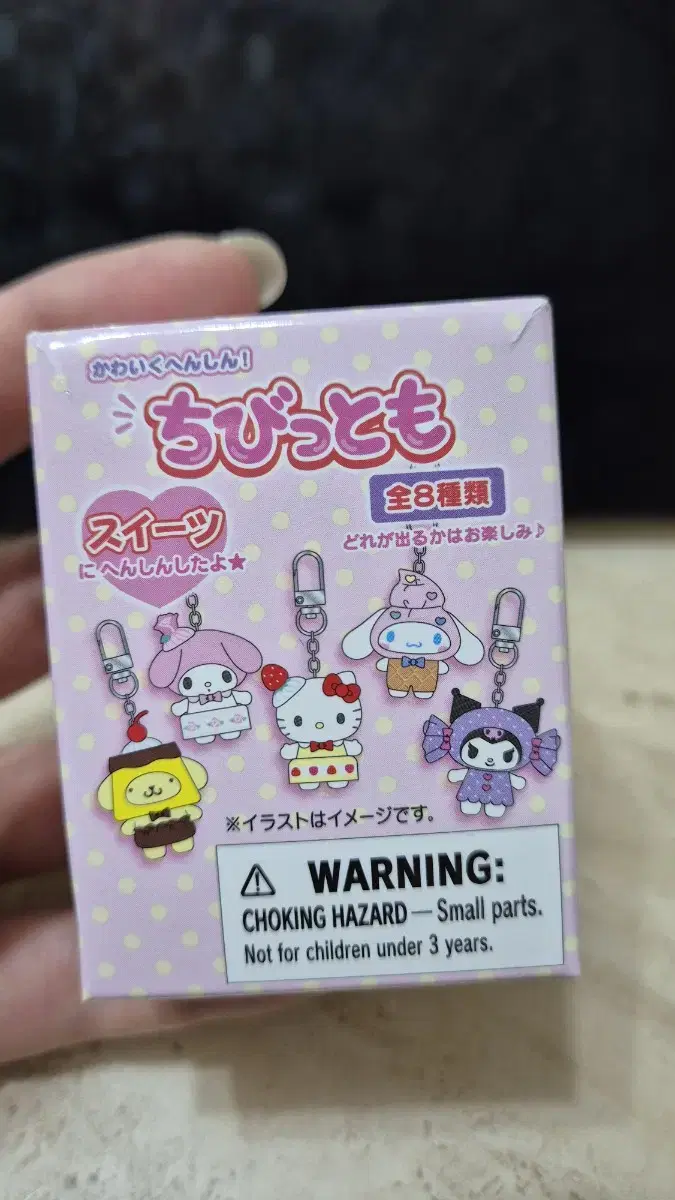 かわいくへんしん!
ちびっとも
全8種類
どれが出るかはお楽しみ♪
スイーツ
にへんしんしたよ★
※イラストはイメージです。
⚠ WARNING:
CHOKING HAZARD — Small parts.
Not for children under 3 years.